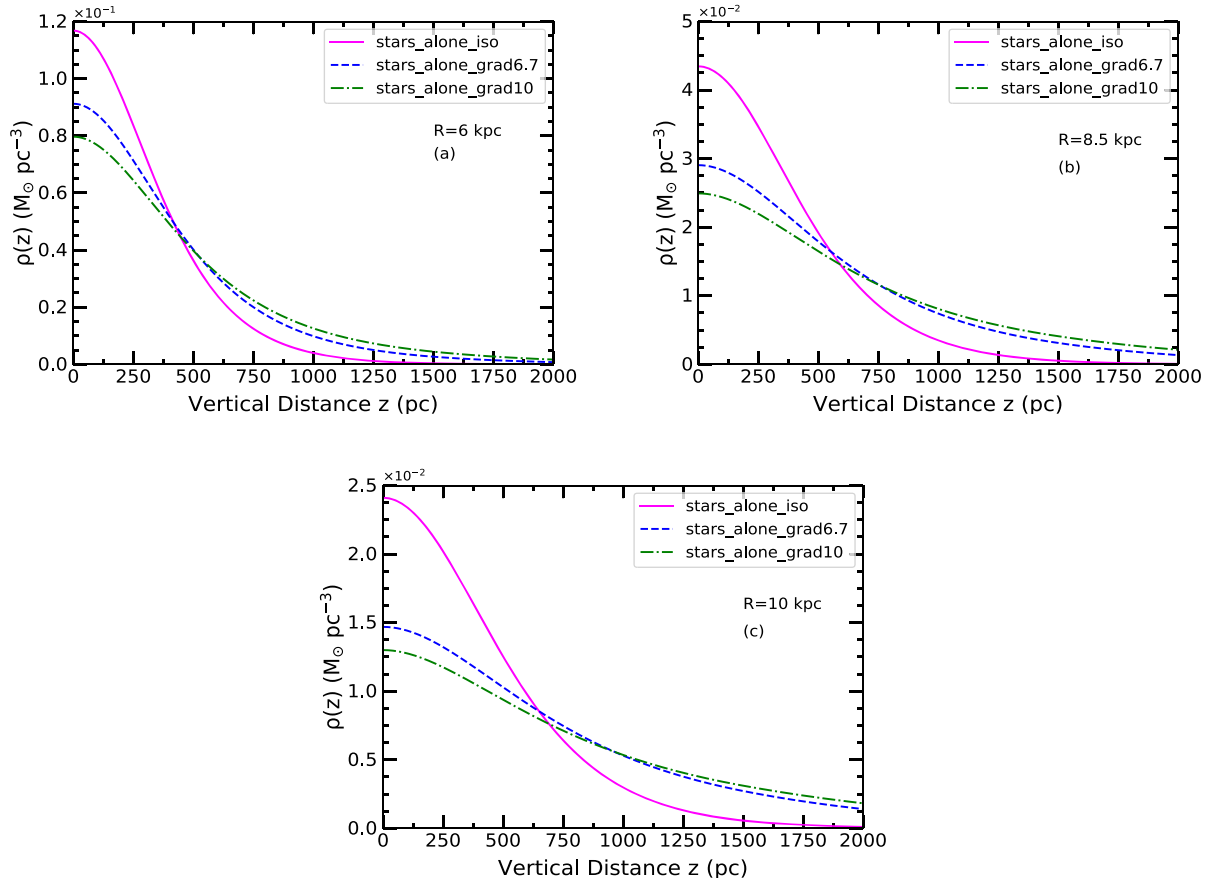 ×10⁻¹
1.2
1.0
0.8
0.6
0.4
0.2
0.0
ρ(z) (M⊙ pc⁻³)
stars_alone_iso
stars_alone_grad6.7
stars_alone_grad10
R=6 kpc
(a)
0 250 500 750 1000 1250 1500 1750 2000
Vertical Distance z (pc)
×10⁻²
5
4
3
2
1
0
ρ(z) (M⊙ pc⁻³)
stars_alone_iso
stars_alone_grad6.7
stars_alone_grad10
R=8.5 kpc
(b)
0 250 500 750 1000 1250 1500 1750 2000
Vertical Distance z (pc)
×10⁻²
2.5
2.0
1.5
1.0
0.5
0.0
ρ(z) (M⊙ pc⁻³)
stars_alone_iso
stars_alone_grad6.7
stars_alone_grad10
R=10 kpc
(c)
0 250 500 750 1000 1250 1500 1750 2000
Vertical Distance z (pc)